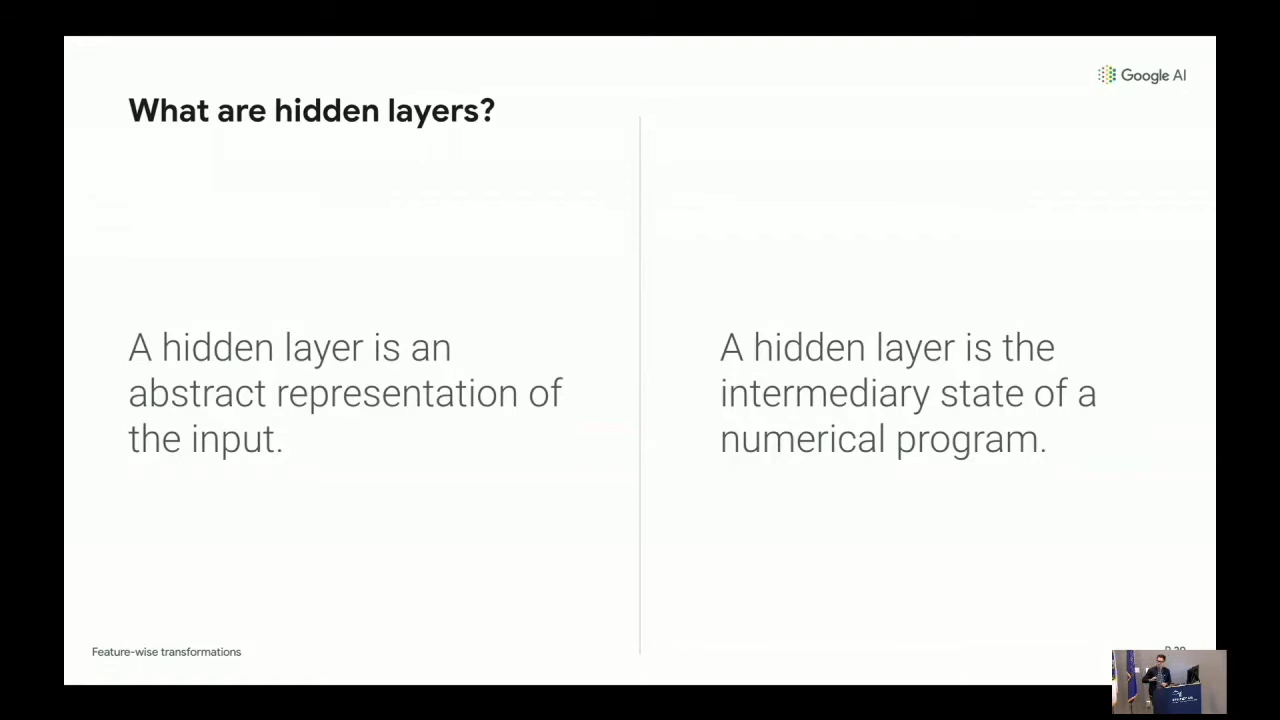 Google AI
What are hidden layers?
A hidden layer is an
abstract representation of
the input.
A hidden layer is the
intermediary state of a
numerical program.
Feature-wise transformations